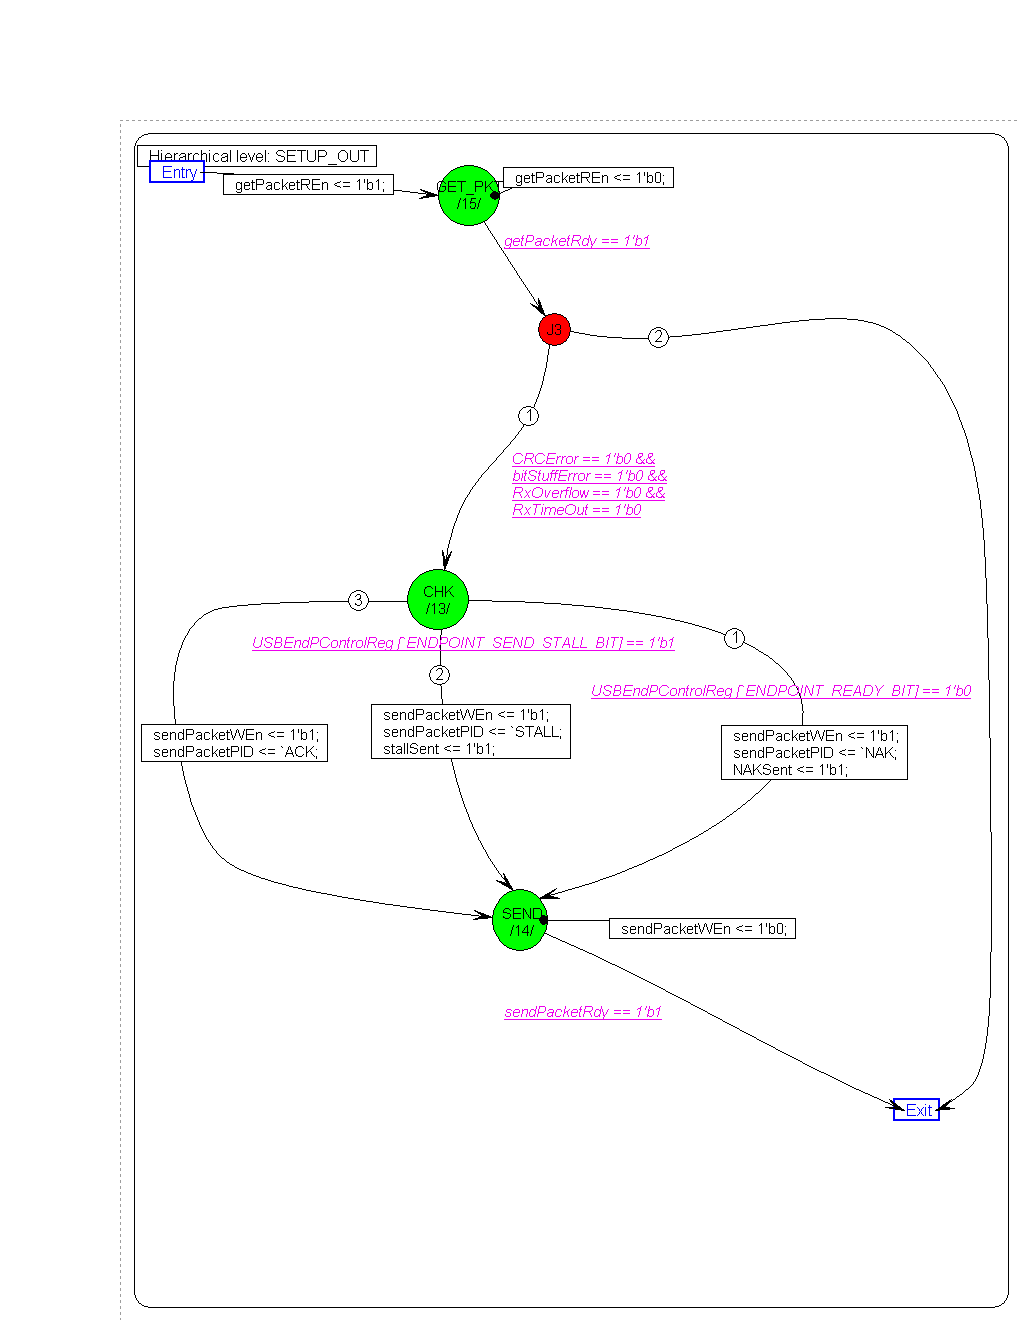 Hierarchical level: SETUP_OUT
Entry
getPacketREn <= 1'b1;
GET_PKT
/15/
getPacketREn <= 1'b0;
getPacketRdy == 1'b1
J3
2
1
CRCError == 1'b0 &&
bitStuffError == 1'b0 &&
RxOverflow == 1'b0 &&
RxTimeOut == 1'b0
CHK
/13/
3
1
USBEndPControlReg [`ENDPOINT_SEND_STALL_BIT] == 1'b1
2
USBEndPControlReg [`ENDPOINT_READY_BIT] == 1'b0
sendPacketWEn <= 1'b1;
sendPacketPID <= `ACK;
sendPacketWEn <= 1'b1;
sendPacketPID <= `STALL;
stallSent <= 1'b1;
sendPacketWEn <= 1'b1;
sendPacketPID <= `NAK;
NAKSent <= 1'b1;
SEND
/14/
sendPacketWEn <= 1'b0;
sendPacketRdy == 1'b1
Exit